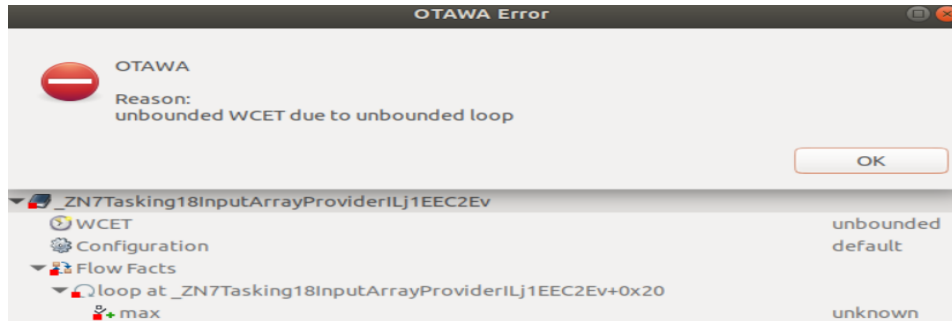 OTAWA Error
OTAWA
Reason:
unbounded WCET due to unbounded loop
OK
_ZN7Tasking18InputArrayProviderILj1EEC2Ev
WCET unbounded
Configuration default
Flow Facts
loop at _ZN7Tasking18InputArrayProviderILj1EEC2Ev+0x20
max unknown